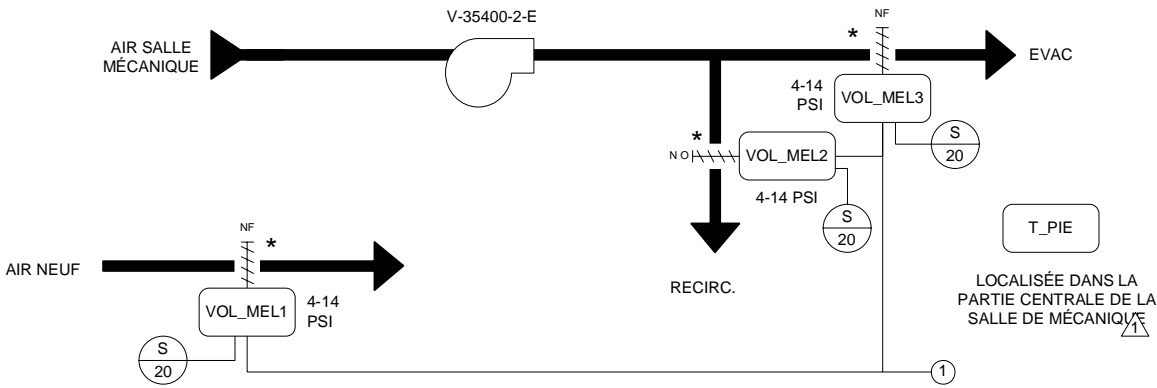 V-35400-2-E
NF
*
AIR SALLE
MÉCANIQUE
EVAC
4-14
PSI
VOL_MEL3
S
20
*
N O
VOL_MEL2
4-14 PSI
S
20
NF
*
T_PIE
AIR NEUF
RECIRC.
LOCALISÉE DANS LA
PARTIE CENTRALE DE LA
SALLE DE MÉCANIQUE
1
VOL_MEL1
4-14
PSI
S
20
1